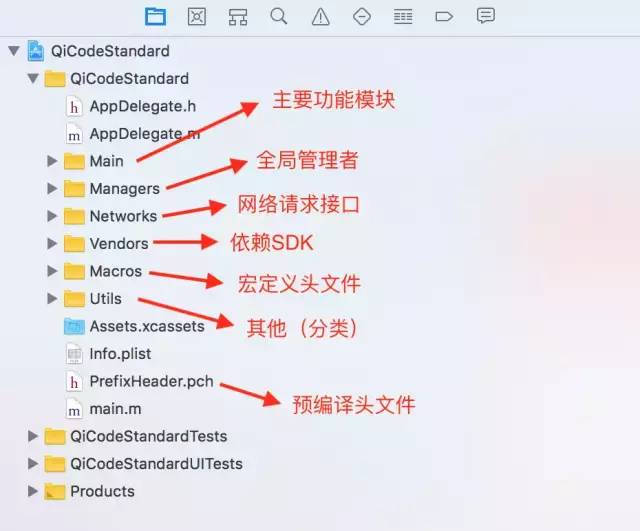 QiCodeStandard
QiCodeStandard
h AppDelegate.h
主要功能模块
m AppDelegate.m
Main
全局管理者
Managers
网络请求接口
Networks
Vendors
依赖SDK
Macros
宏定义头文件
Utils
其他（分类）
Assets.xcassets
Info.plist
h PrefixHeader.pch
预编译头文件
m main.m
QiCodeStandardTests
QiCodeStandardUITests
Products